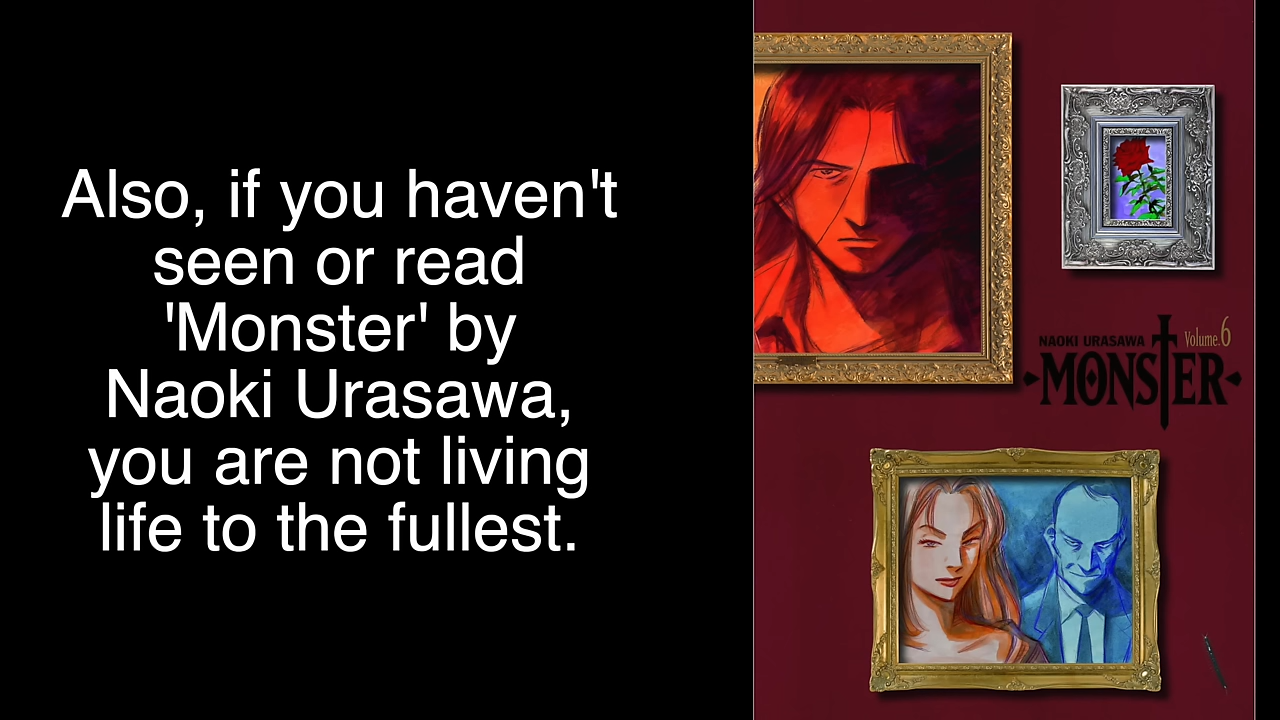 Also, if you haven't
seen or read
'Monster' by
Naoki Urasawa,
you are not living
life to the fullest.
NAOKI URASAWA
Volume.6
MONSTER